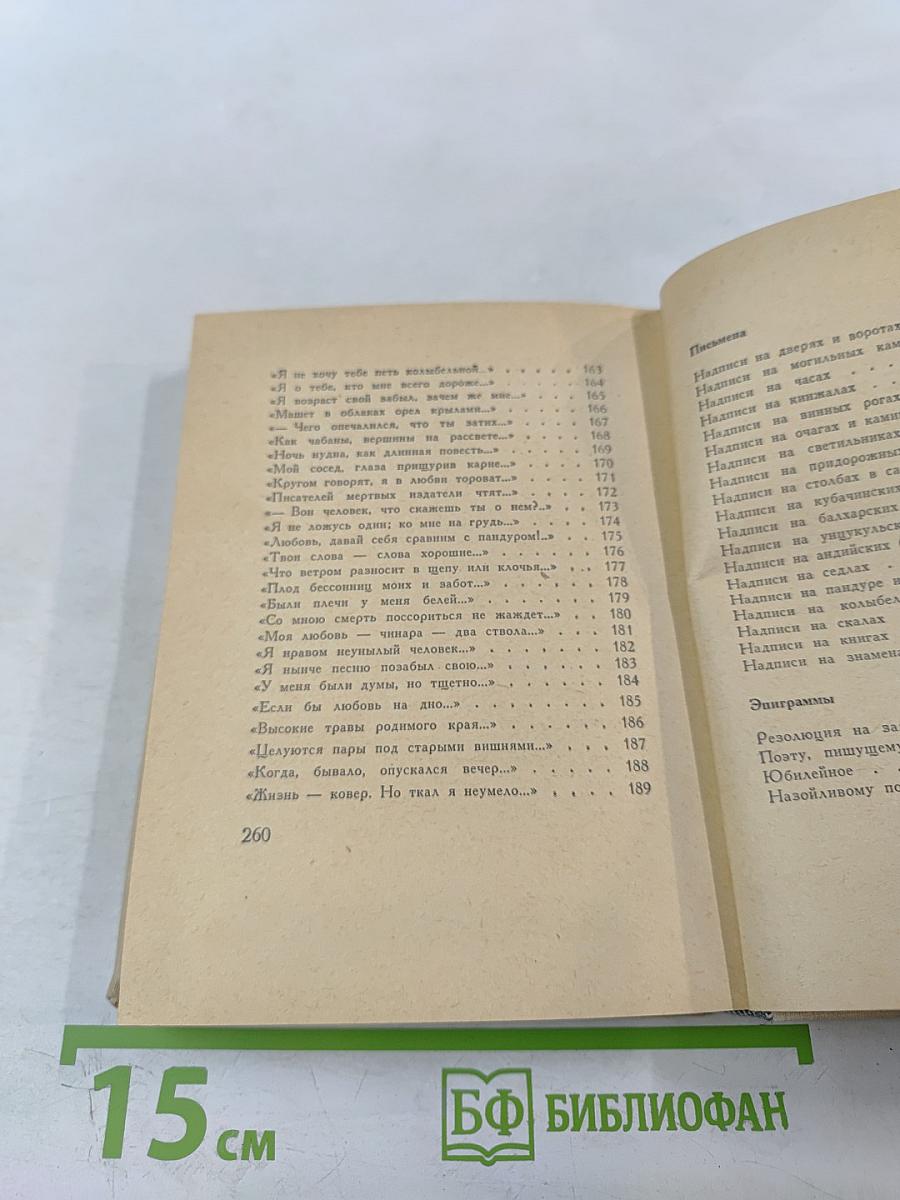 «Я не хочу тебе петь колыбельной...» . . . . . . 163
«Я о тебе, кто мне всего дороже...» . . . . . . 164
«Я возраст свой забыл, зачем же мне...» . . . . 165
«Машет в облаках орел крылами...» . . . . . . 166
«— Чего опечалился, что ты затих...» . . . . . 167
«Как чабаны, вершины на рассвете...» . . . . . 168
«Ночь нудна, как длинная повесть...» . . . . . . 169
«Мой сосед, глаза прищурив карие...» . . . . . 170
«Кругом говорят, я в любви тороват...» . . . . . 171
«Писателей мертвых издатели чтят...» . . . . . 172
«— Вон человек, что скажешь ты о нем?..» . . . 173
«Я не ложусь один; ко мне на грудь...» . . . . . 174
«Любовь, давай себя сравним с пандуром!..» . . 175
«Твои слова — слова хорошие...» . . . . . . . 176
«Что ветром разносит в щепу или клочья...» . . . 177
«Плод бессонниц моих и забот...» . . . . . . . 178
«Были плечи у меня белей...» . . . . . . . . 179
«Со мною смерть поссориться не жаждет...» . . . 180
«Моя любовь — чинара — два ствола...» . . . . 181
«Я нравом неунылый человек...» . . . . . . . 182
«Я нынче песню позабыл свою...» . . . . . . 183
«У меня были думы, но тщетно...» . . . . . . 184
«Если бы любовь на дно...» . . . . . . . . 185
«Высокие травы родимого края...» . . . . . . 186
«Целуются пары под старыми вишнями...» . . . 187
«Когда, бывало, опускался вечер...» . . . . . 188
«Жизнь — ковер. Но ткал я неумело...» . . . . . 189
260
Письмена
Надписи на дверях и воротах
Надписи на могильных кам
Надписи на часах . . .
Надписи на кинжалах . .
Надписи на винных рогах
Надписи на очагах и ками
Надписи на светильниках
Надписи на придорожных
Надписи на столбах в са
Надписи на кубачинских
Надписи на балхарских
Надписи на унцукульск
Надписи на андийских
Надписи на седлах .
Надписи на пандуре и
Надписи на колыбел
Надписи на скалах
Надписи на книгах
Надписи на знамена
Эпиграммы
Резолюция на за
Поэту, пишущему
Юбилейное . .
Назойливому по
15 см
БФ БИБЛИОФАН